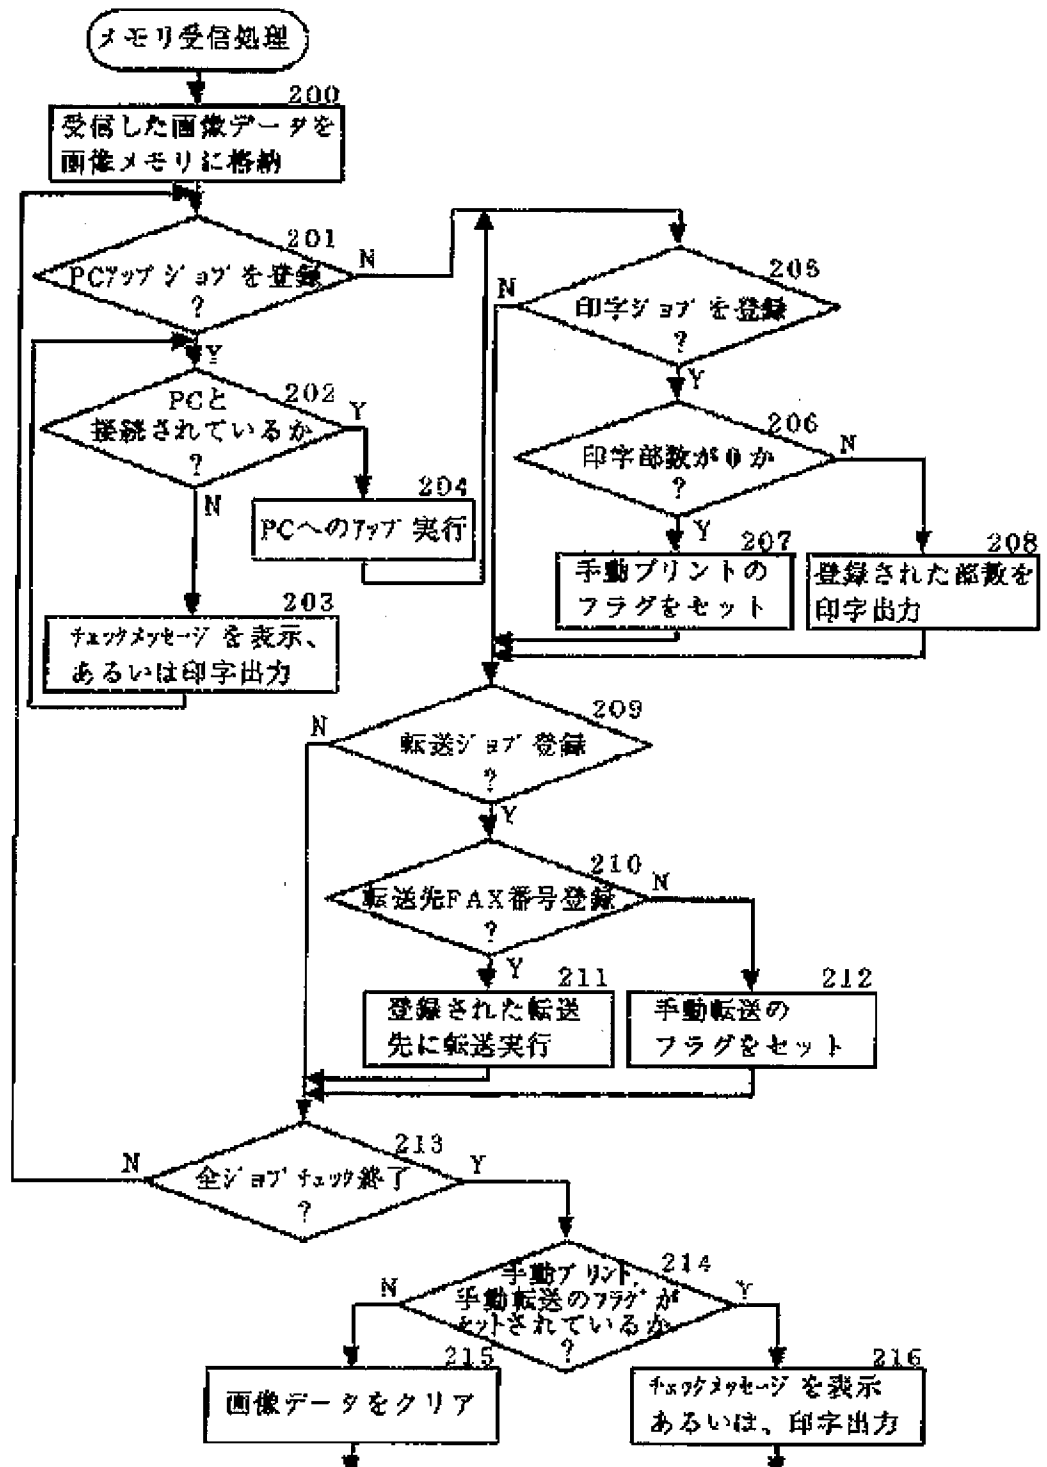 メモリ受信処理
200
受信した画像データを
画像メモリに格納
201
PCアップジョブを登録
?
N
Y
202
PCと
接続されているか
?
Y
N
204
PCへのアップ実行
203
チェックメッセージを表示、
あるいは印字出力
205
印字ジョブを登録
?
N
Y
206
印字部数が0か
?
N
Y
207
手動プリントの
フラグをセット
208
登録された部数を
印字出力
209
転送ジョブ登録
?
N
Y
210
転送先FAX番号登録
?
N
Y
211
登録された転送
先に転送実行
212
手動転送の
フラグをセット
213
全ジョブチェック終了
?
N
Y
214
手動プリント,
手動転送のフラグが
セットされているか
?
N
Y
215
画像データをクリア
216
チェックメッセージを表示
あるいは、印字出力